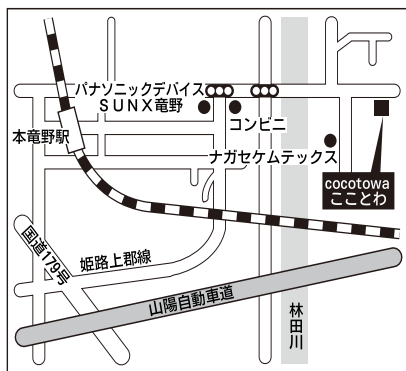 パナソニックデバイス
SUNX竜野
コンビニ
本竜野駅
ナガセケムテックス
cocotowa
こことわ
国道179号
姫路上郡線
山陽自動車道
林田川